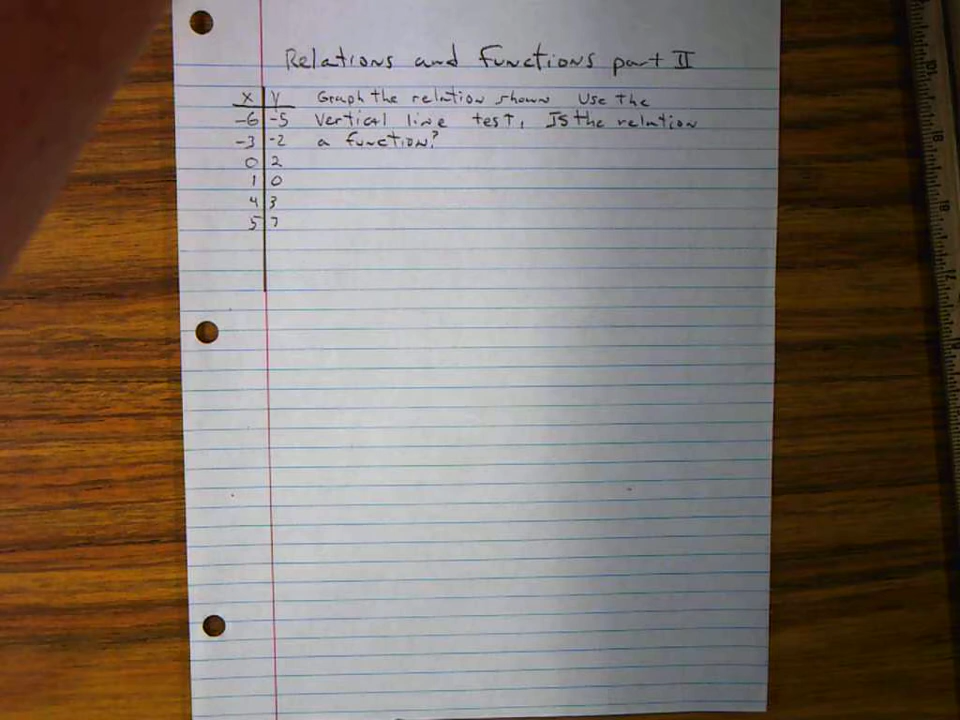 Relations and Functions part II
x y Graph the relation shown Use the
-6 -5 vertical line test, Is the relation
-3 -2 a function?
0 2
1 0
4 3
5 7